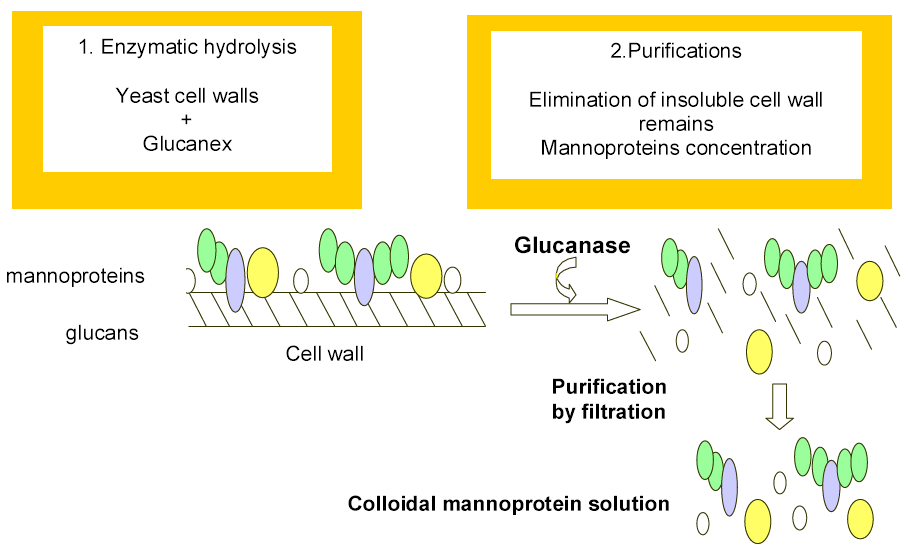 1. Enzymatic hydrolysis
Yeast cell walls
+
Glucanex
2.Purifications
Elimination of insoluble cell wall
remains
Mannoproteins concentration
mannoproteins
glucans
Cell wall
Glucanase
Purification
by filtration
Colloidal mannoprotein solution